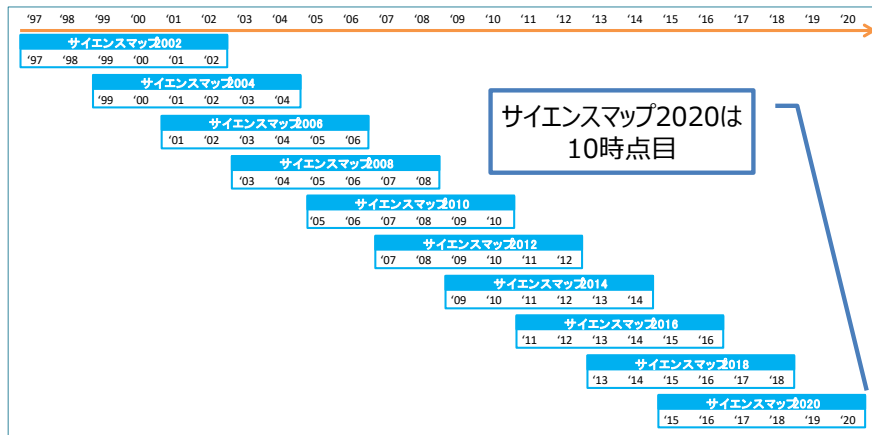 '97 '98 '99 '00 '01 '02 '03 '04 '05 '06 '07 '08 '09 '10 '11 '12 '13 '14 '15 '16 '17 '18 '19 '20
サイエンスマップ2002
'97 '98 '99 '00 '01 '02
サイエンスマップ2004
'99 '00 '01 '02 '03 '04
サイエンスマップ2006
'01 '02 '03 '04 '05 '06
サイエンスマップ2008
'03 '04 '05 '06 '07 '08
サイエンスマップ2010
'05 '06 '07 '08 '09 '10
サイエンスマップ2012
'07 '08 '09 '10 '11 '12
サイエンスマップ2014
'09 '10 '11 '12 '13 '14
サイエンスマップ2016
'11 '12 '13 '14 '15 '16
サイエンスマップ2018
'13 '14 '15 '16 '17 '18
サイエンスマップ2020
'15 '16 '17 '18 '19 '20
サイエンスマップ2020は
10時点目